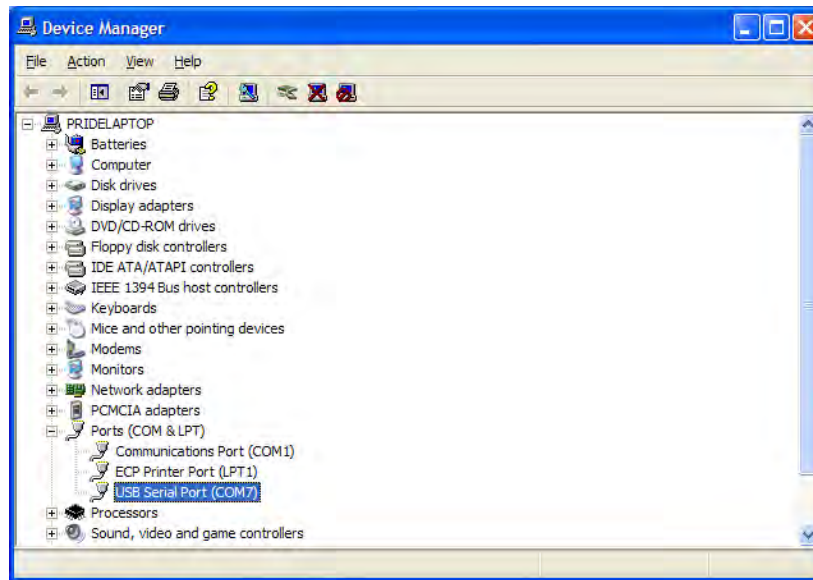 Device Manager
File Action View Help
PRIDELAPTOP
Batteries
Computer
Disk drives
Display adapters
DVD/CD-ROM drives
Floppy disk controllers
IDE ATA/ATAPI controllers
IEEE 1394 Bus host controllers
Keyboards
Mice and other pointing devices
Modems
Monitors
Network adapters
PCMCIA adapters
Ports (COM & LPT)
Communications Port (COM1)
ECP Printer Port (LPT1)
USB Serial Port (COM7)
Processors
Sound, video and game controllers